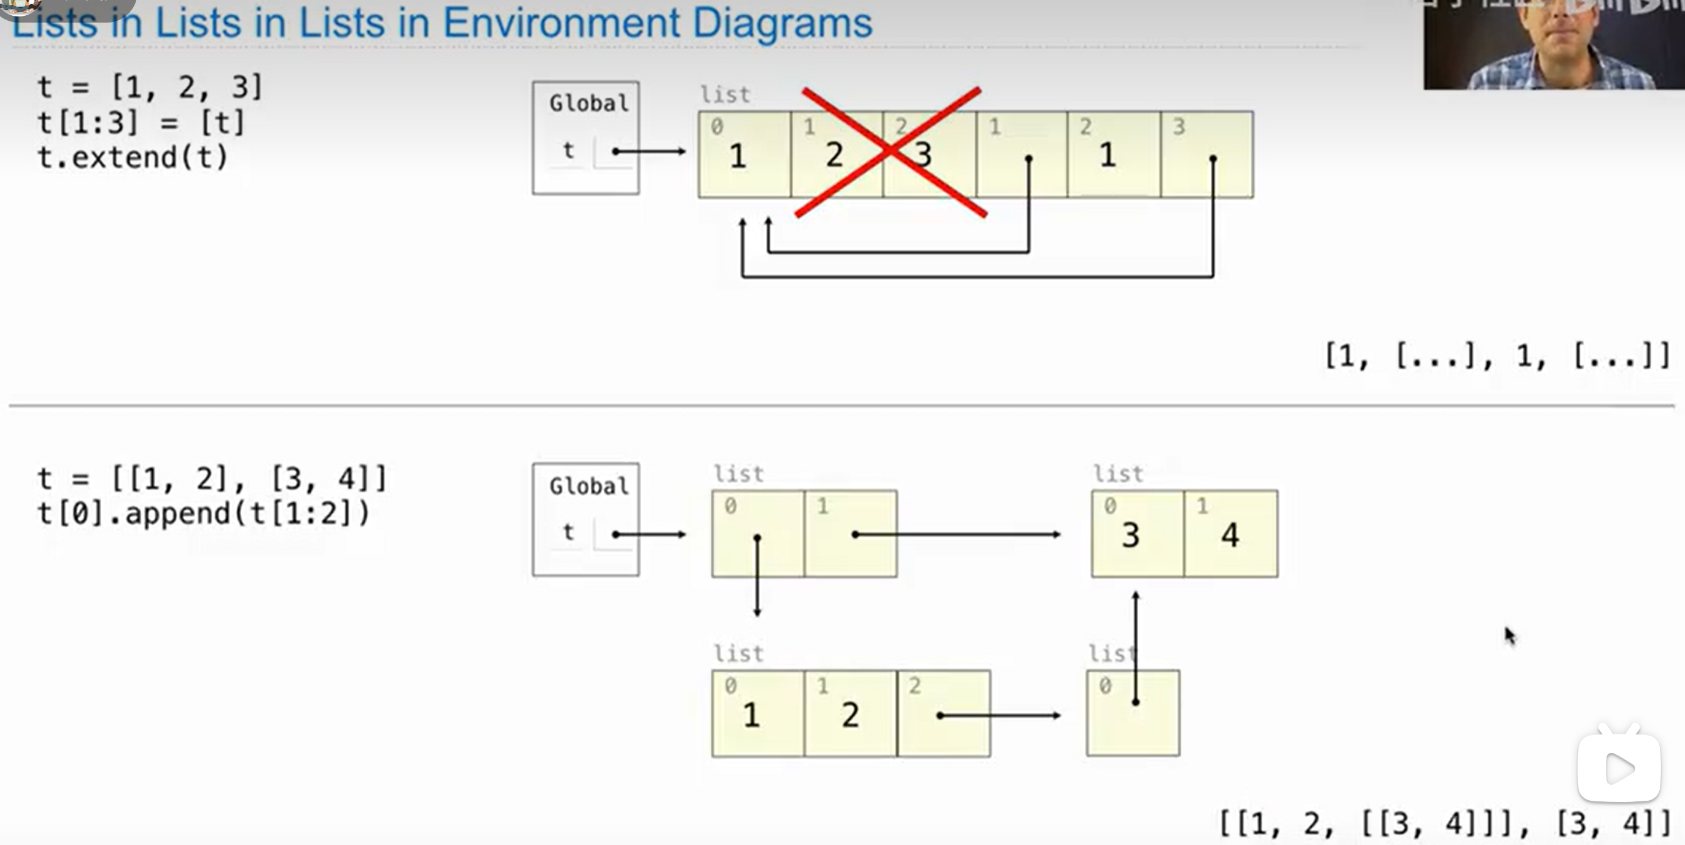 Lists in Lists in Lists in Environment Diagrams
t = [1, 2, 3]
t[1:3] = [t]
t.extend(t)
Global
t
list
0 1 2 1 2 3
1 2 3 1
[1, [...], 1, [...]]
t = [[1, 2], [3, 4]]
t[0].append(t[1:2])
Global
t
list
0 1
list
0 1
3 4
list
0 1 2
1 2
list
0
[[1, 2, [[3, 4]]], [3, 4]]